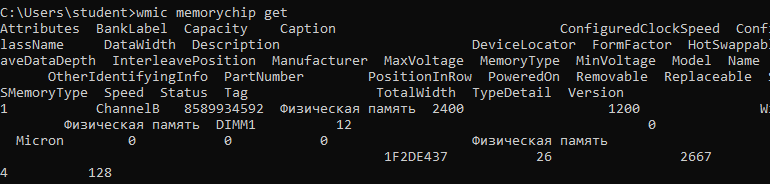 C:\Users\student>wmic memorychip get
Attributes BankLabel Capacity Caption ConfiguredClockSpeed Conf
lassName DataWidth Description DeviceLocator FormFactor HotSwappab
aveDataDepth InterleavePosition Manufacturer MaxVoltage MemoryType MinVoltage Model Name
OtherIdentifyingInfo PartNumber PositionInRow PoweredOn Removable Replaceable S
SMemoryType Speed Status Tag TotalWidth TypeDetail Version
1 ChannelB 8589934592 Физическая память 2400 1200 W
Физическая память DIMM1 12 0
Micron 0 0 0 Физическая память
1F2DE437 26 2667
4 128